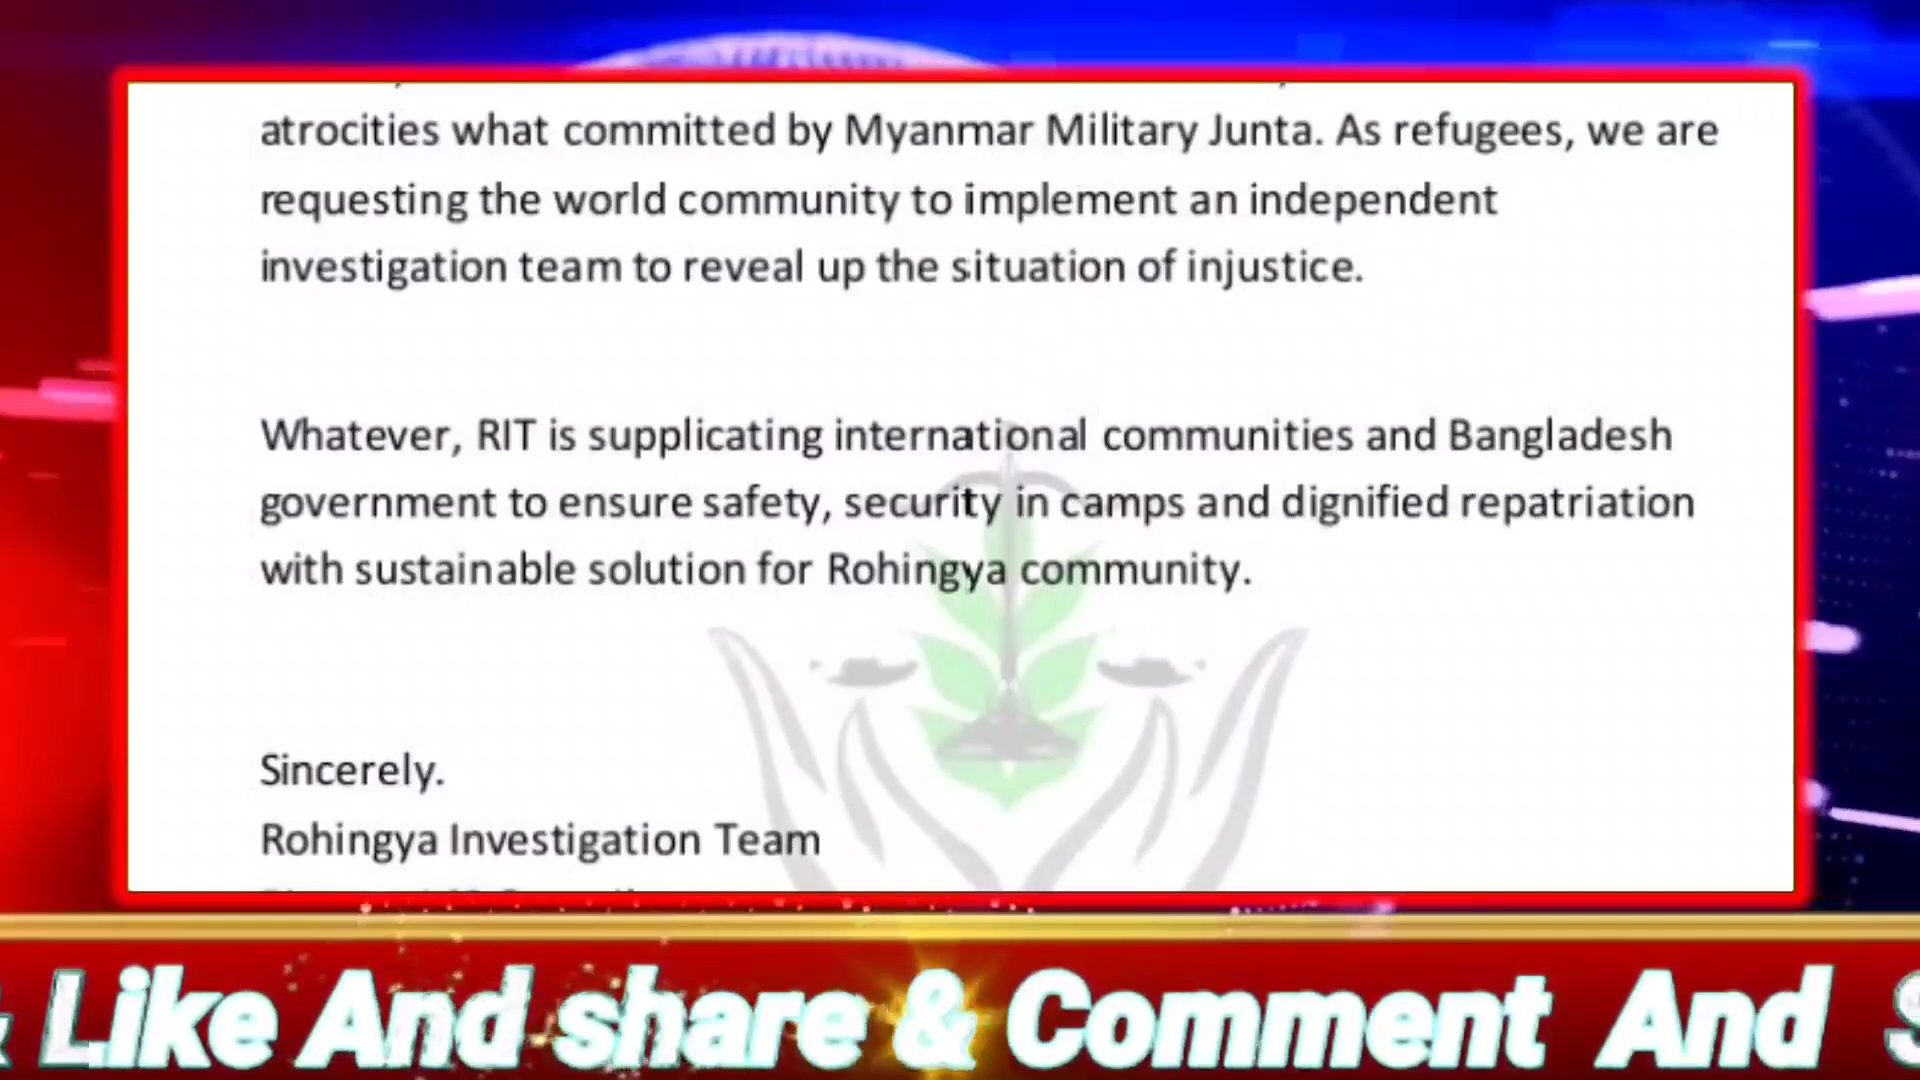 atrocities what committed by Myanmar Military Junta. As refugees, we are
requesting the world community to implement an independent
investigation team to reveal up the situation of injustice.
Whatever, RIT is supplicating international communities and Bangladesh
government to ensure safety, security in camps and dignified repatriation
with sustainable solution for Rohingya community.
Sincerely.
Rohingya Investigation Team
& Like And share & Comment And S